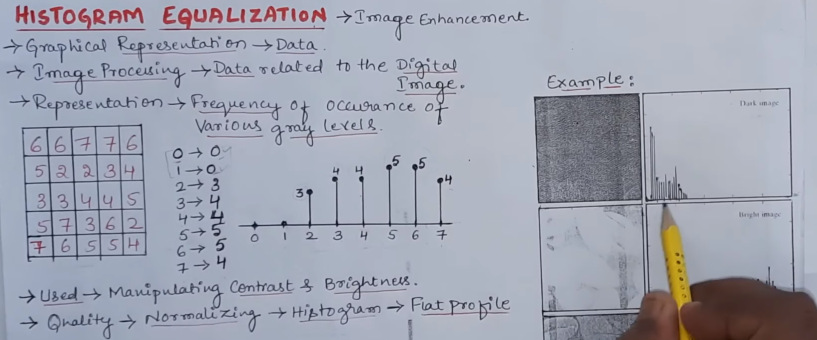 HISTOGRAM EQUALIZATION → Image Enhancement.
→ Graphical Representation → Data.
→ Image Processing → Data related to the Digital
Image.
→ Representation → Frequency of occurance of
Various gray levels.
6 6 7 7 6
5 2 2 3 4
3 3 4 4 5
5 7 3 6 2
7 6 5 5 4
0 → 0
1 → 0
2 → 3
3 → 4
4 → 4
5 → 5
6 → 5
7 → 4
3 4 4 5 5 4
0 1 2 3 4 5 6 7
→ Used → Manipulating Contrast & Brightness.
→ Quality → Normalizing → Histogram → Flat profile
Example:
Dark image
Bright image